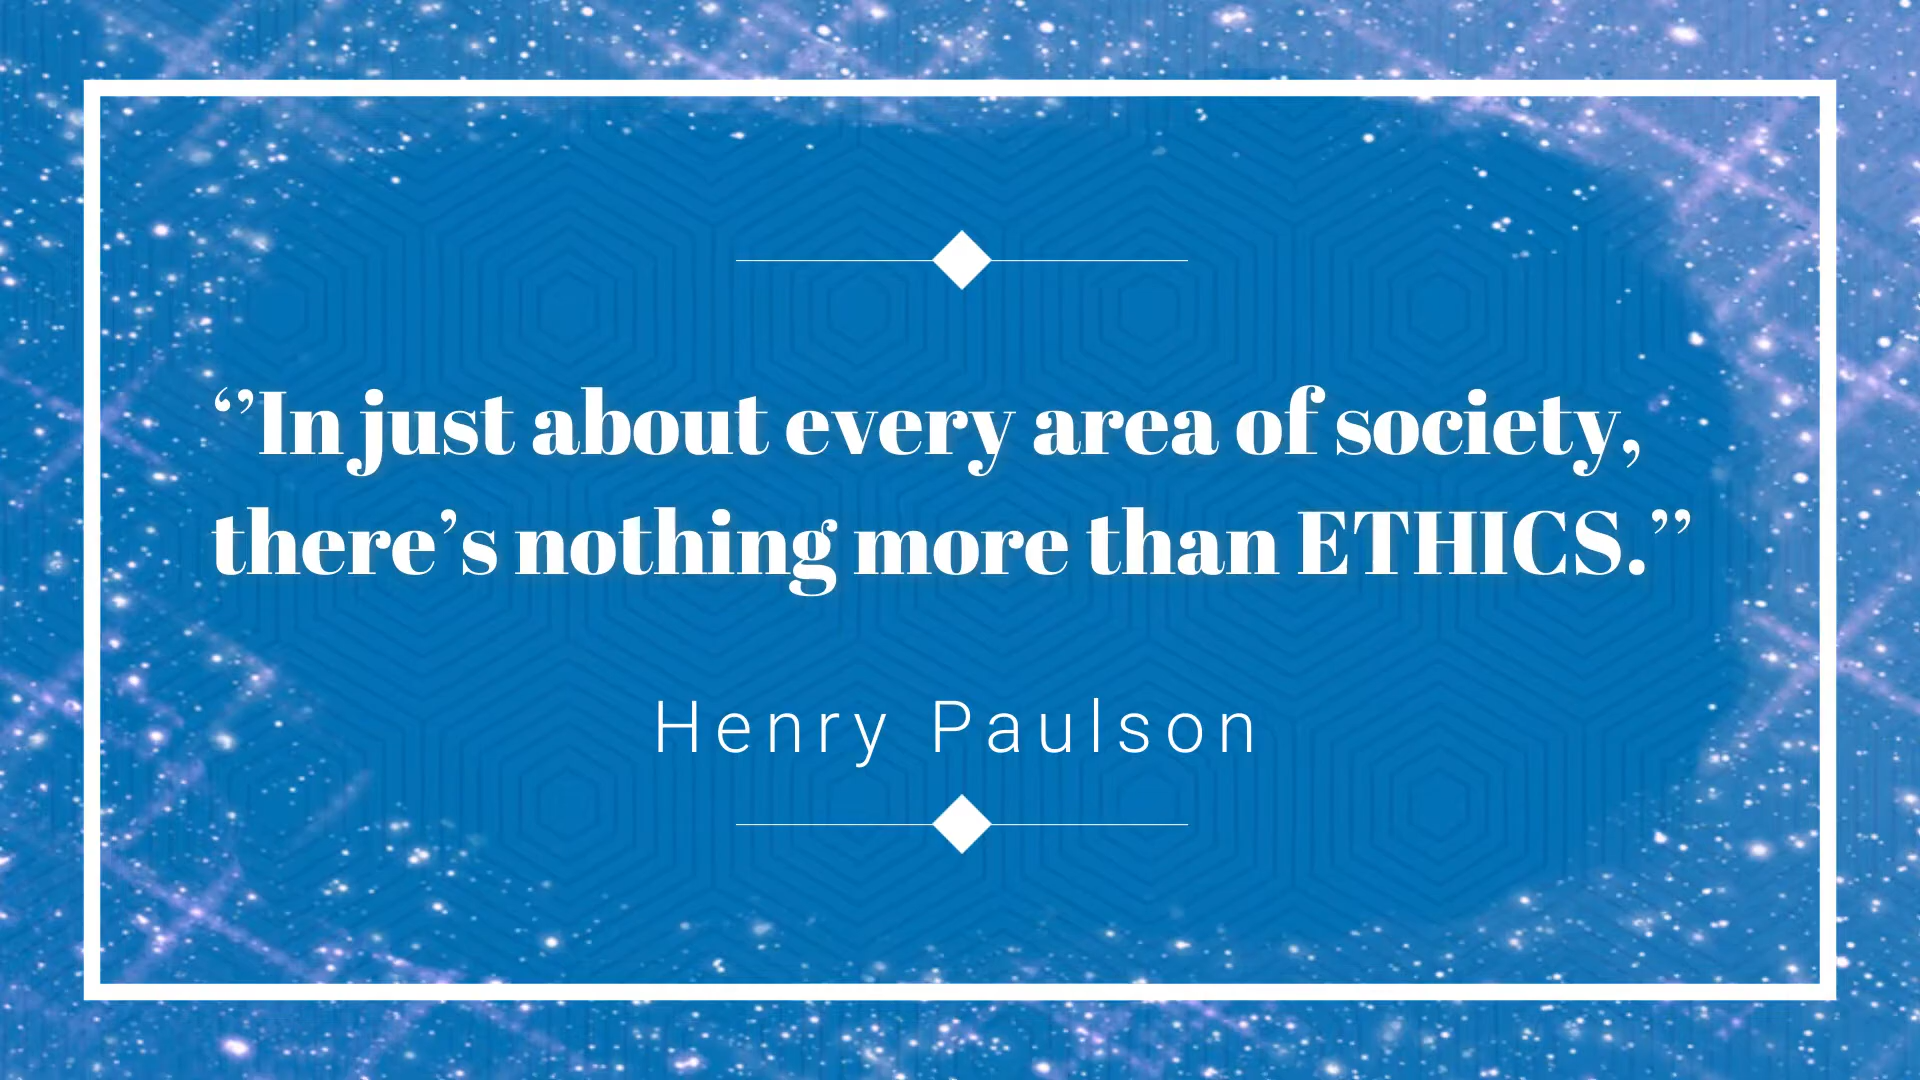 ‘’In just about every area of society,
there’s nothing more than ETHICS.’’
Henry Paulson